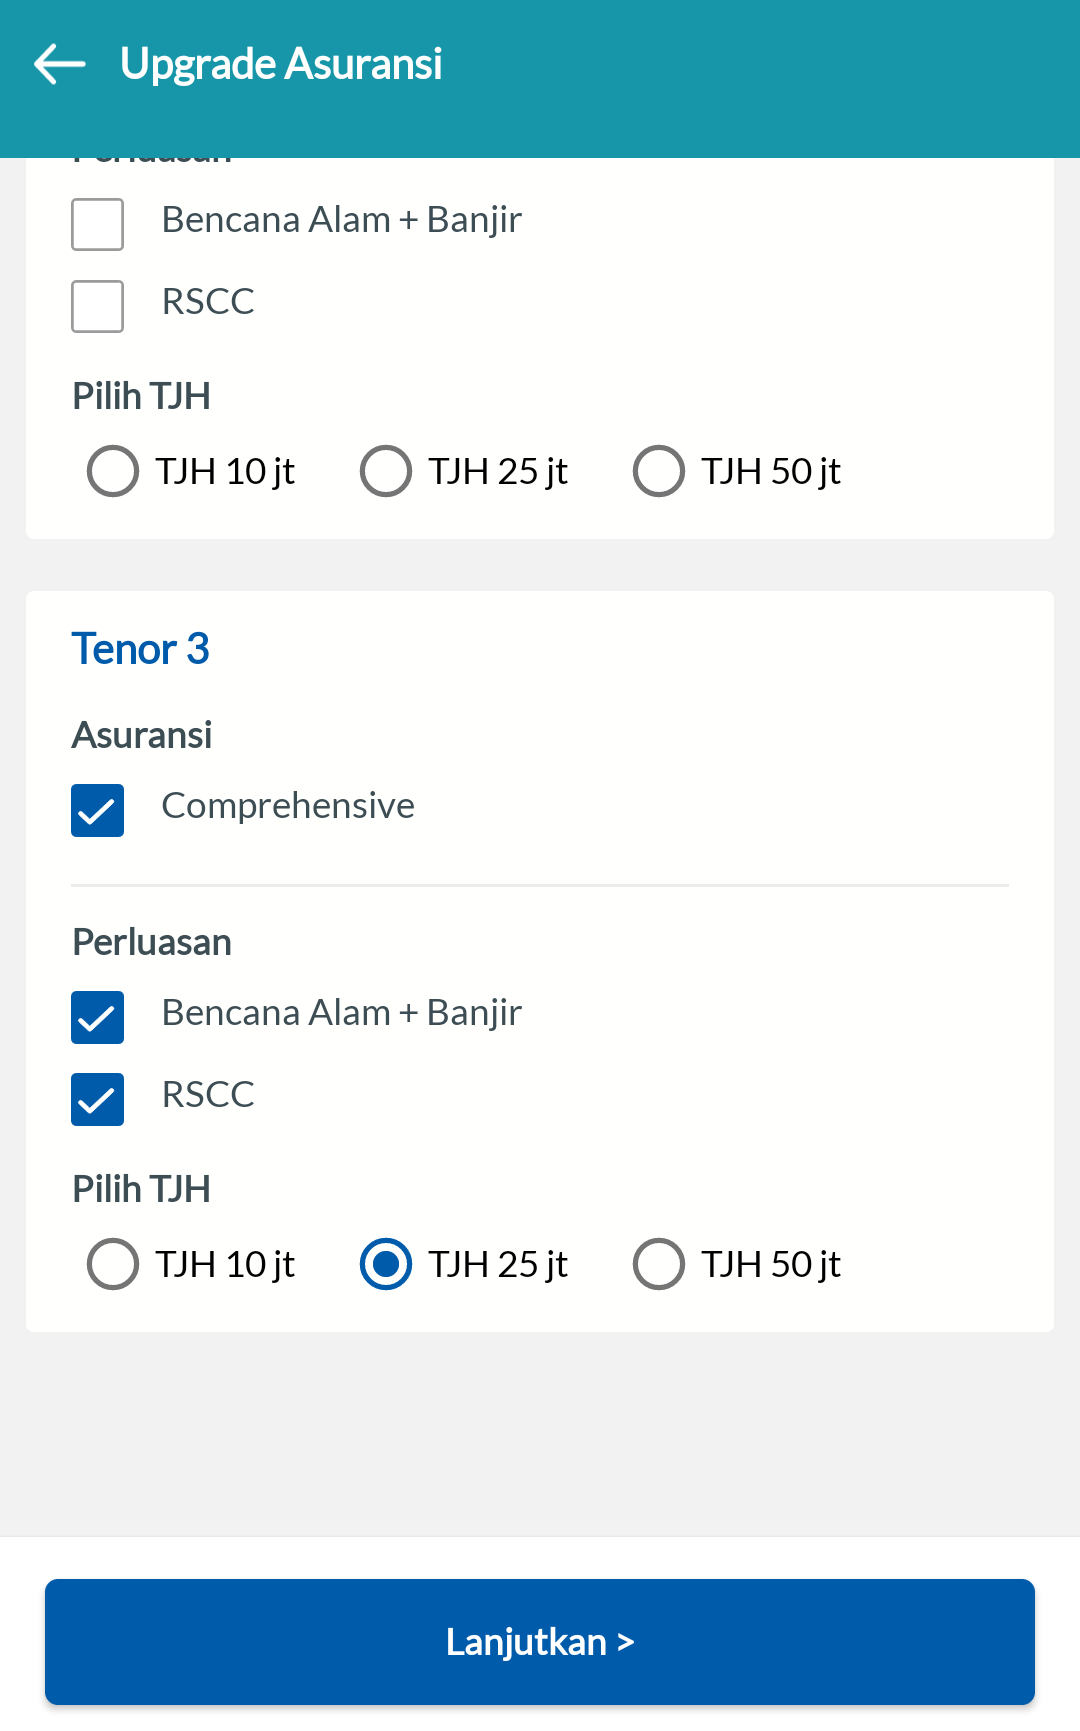 Upgrade Asuransi
Perluasan
Bencana Alam + Banjir
RSCC
Pilih TJH
TJH 10 jt TJH 25 jt TJH 50 jt
Tenor 3
Asuransi
Comprehensive
Perluasan
Bencana Alam + Banjir
RSCC
Pilih TJH
TJH 10 jt TJH 25 jt TJH 50 jt
Lanjutkan >